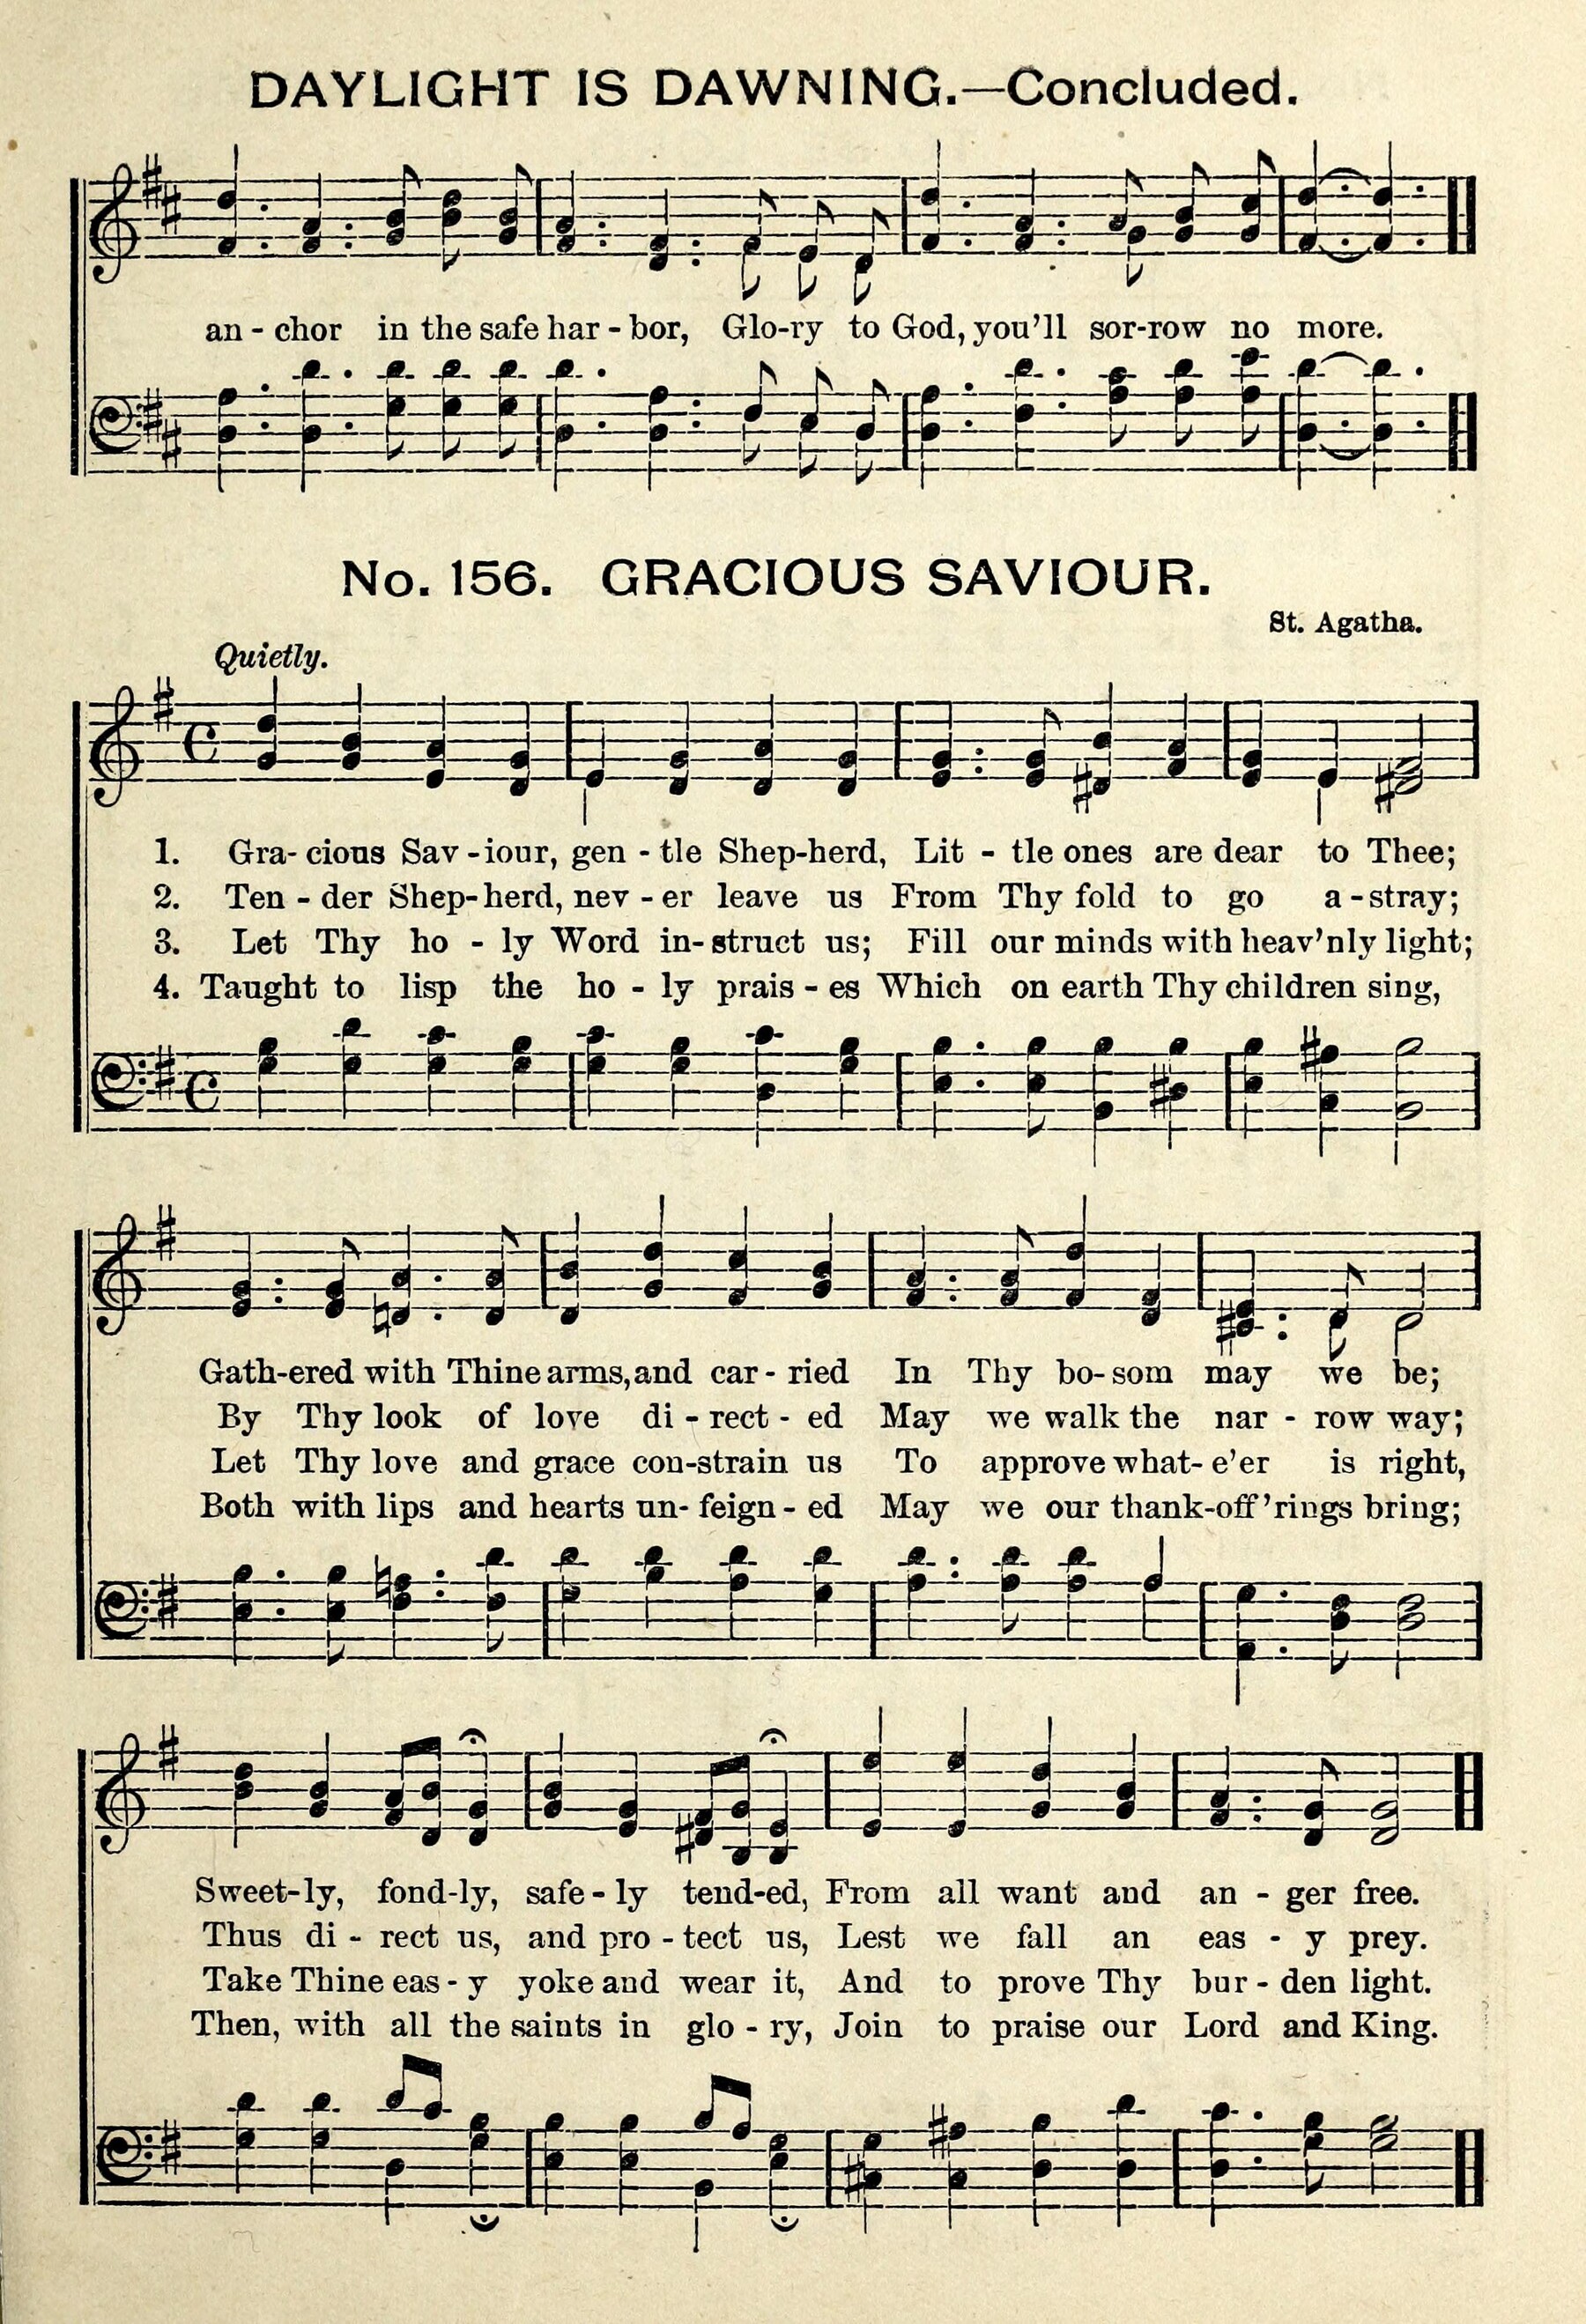 DAYLIGHT IS DAWNING.—Concluded.
an - chor in the safe har - bor, Glo-ry to God, you'll sor-row no more.
No. 156. GRACIOUS SAVIOUR.
St. Agatha.
Quietly.
1. Gra- cious Sav - iour, gen - tle Shep-herd, Lit - tle ones are dear to Thee;
2. Ten - der Shep- herd, nev - er leave us From Thy fold to go a - stray;
3. Let Thy ho - ly Word in- struct us; Fill our minds with heav'nly light;
4. Taught to lisp the ho - ly prais - es Which on earth Thy children sing,
Gath-ered with Thine arms, and car - ried In Thy bo- som may we be;
By Thy look of love di - rect - ed May we walk the nar - row way;
Let Thy love and grace con-strain us To approve what- e'er is right,
Both with lips and hearts un- feign - ed May we our thank-off'rings bring;
Sweet-ly, fond-ly, safe - ly tend-ed, From all want and an - ger free.
Thus di - rect us, and pro - tect us, Lest we fall an eas - y prey.
Take Thine eas - y yoke and wear it, And to prove Thy bur - den light.
Then, with all the saints in glo - ry, Join to praise our Lord and King.